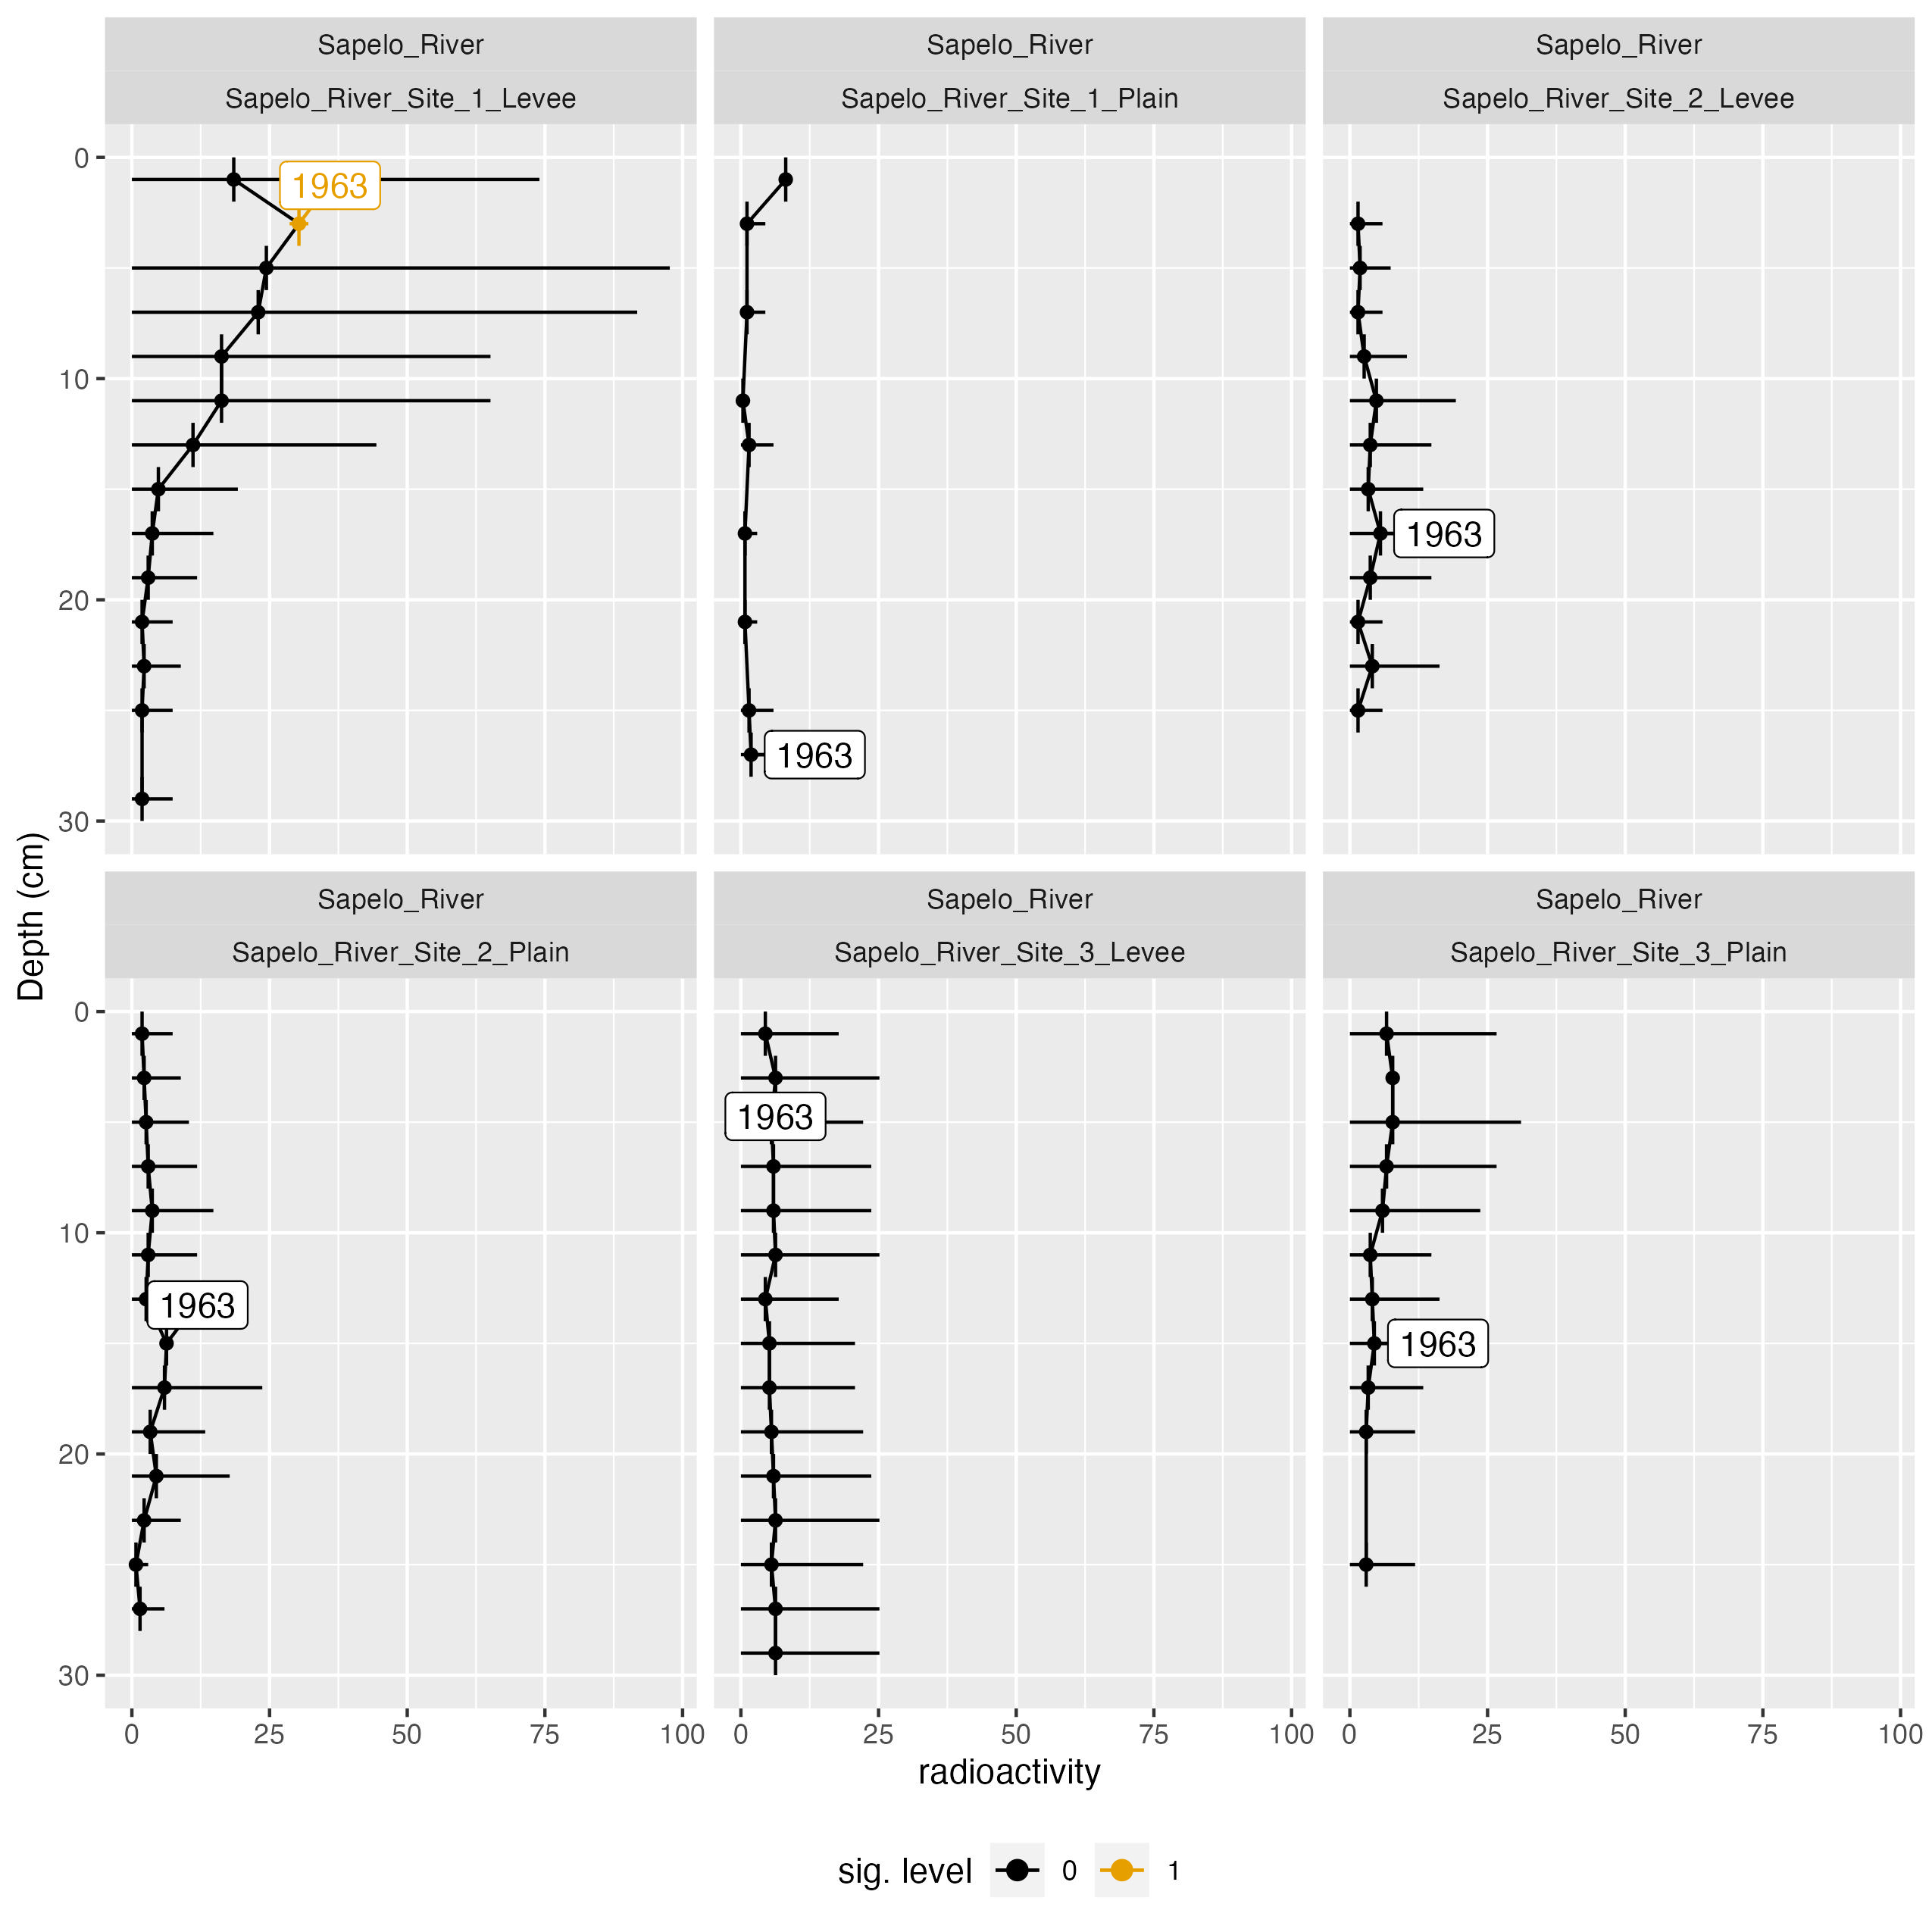 Sapelo_River Sapelo_River Sapelo_River
Sapelo_River_Site_1_Levee Sapelo_River_Site_1_Plain Sapelo_River_Site_2_Levee
0
1963
10
1963
20
1963
30
Sapelo_River Sapelo_River Sapelo_River
Sapelo_River_Site_2_Plain Sapelo_River_Site_3_Levee Sapelo_River_Site_3_Plain
Depth (cm)
0
1963
10
1963
1963
20
30
0 25 50 75 100 0 25 50 75 100 0 25 50 75 100
radioactivity
sig. level 0 1